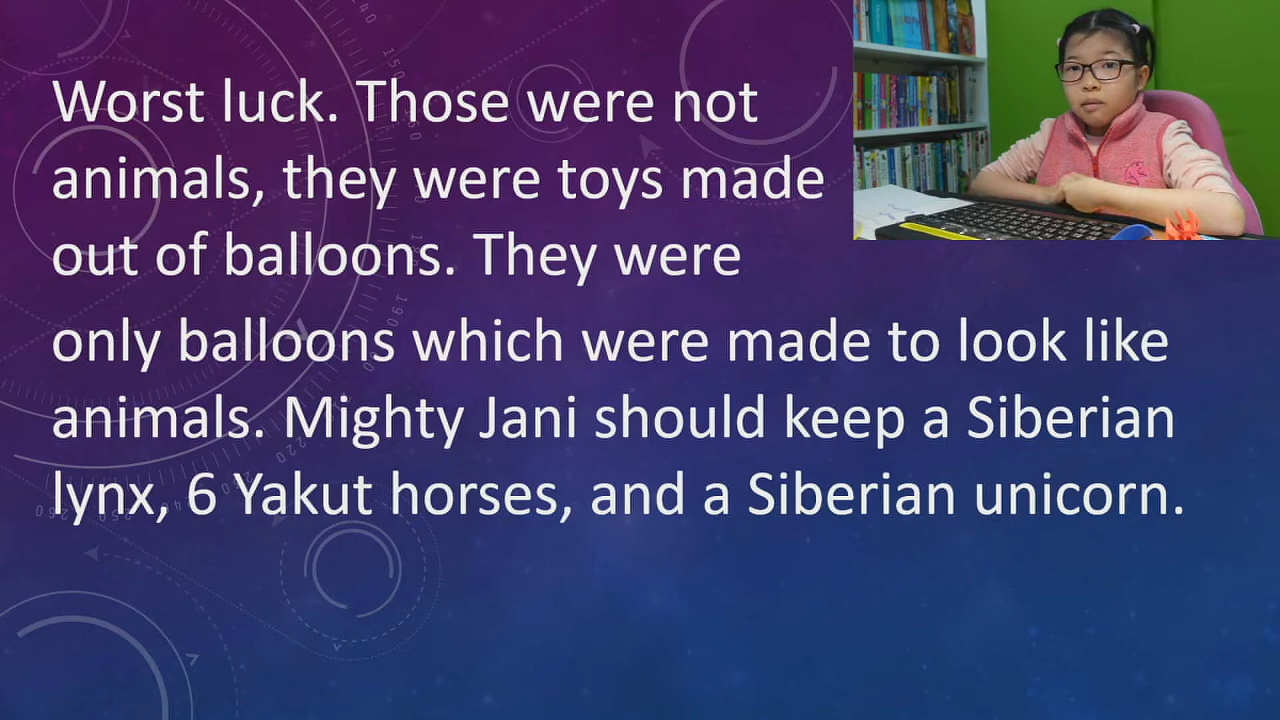 Worst luck. Those were not
animals, they were toys made
out of balloons. They were
only balloons which were made to look like
animals. Mighty Jani should keep a Siberian
lynx, 6 Yakut horses, and a Siberian unicorn.